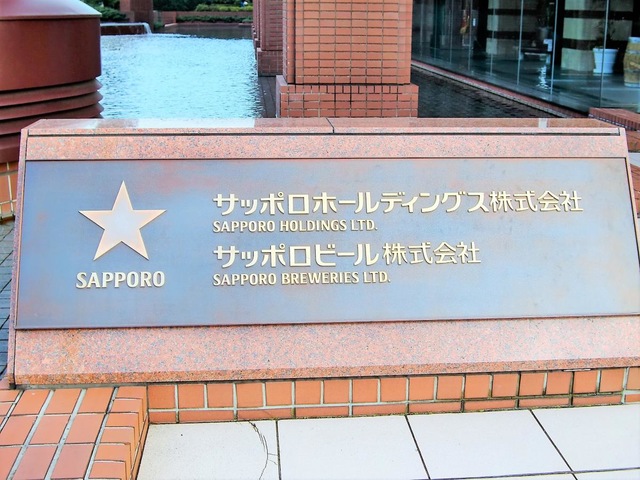 SAPPORO
サッポロホールディングス株式会社
SAPPORO HOLDINGS LTD.
サッポロビール株式会社
SAPPORO BREWERIES LTD.